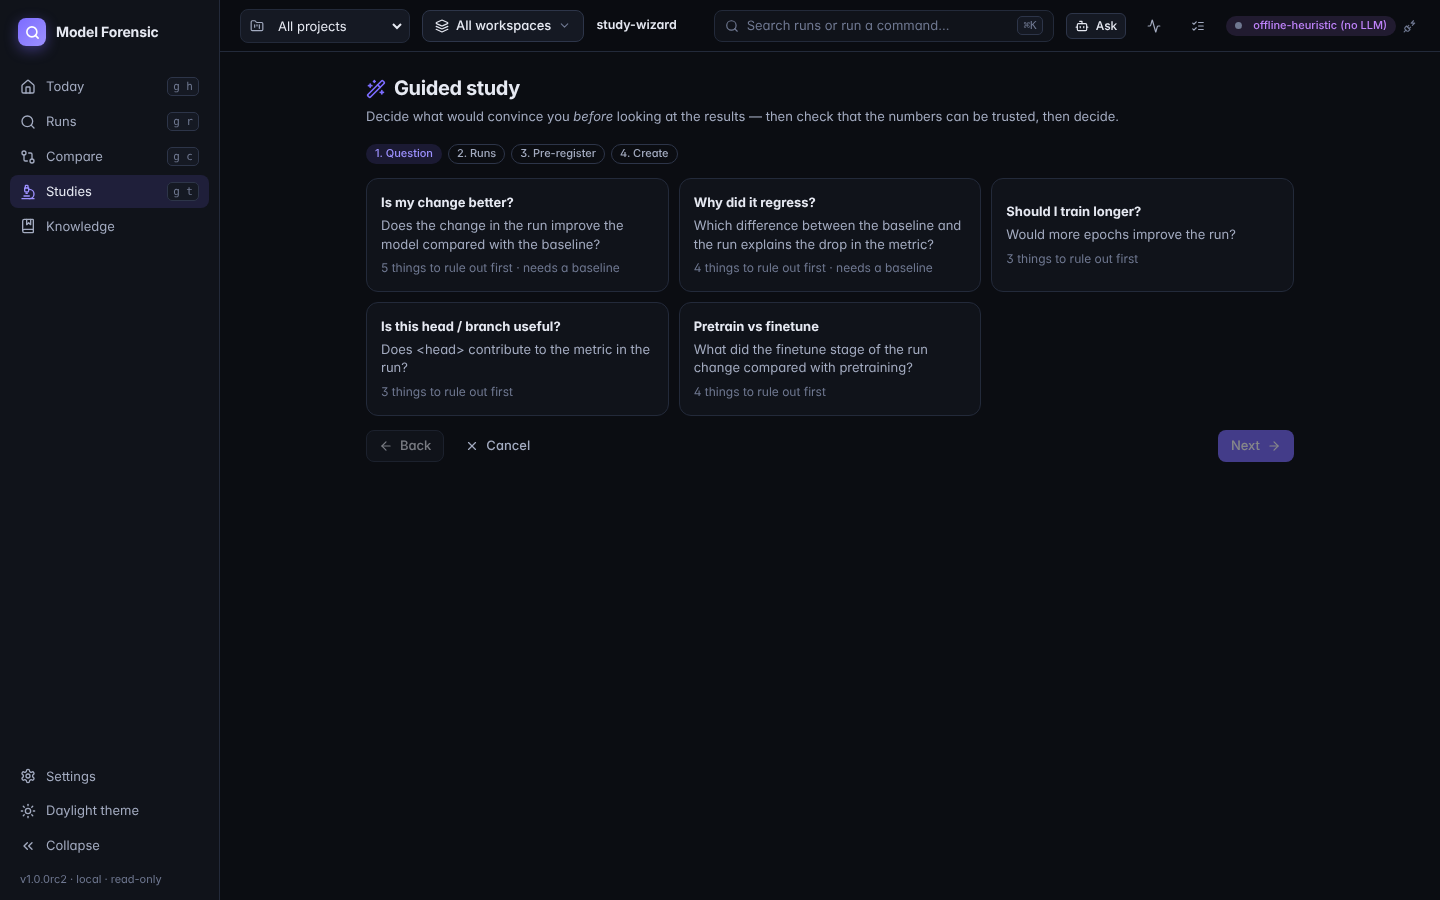 Model Forensic
Today
g h
Runs
g r
Compare
g c
Studies
g t
Knowledge
Settings
Daylight theme
Collapse
v1.0.0rc2 · local · read-only
All projects
All workspaces
study-wizard
Search runs or run a command...
⌘K
Ask
offline-heuristic (no LLM)
Guided study
Decide what would convince you before looking at the results — then check that the numbers can be trusted, then decide.
1. Question
2. Runs
3. Pre-register
4. Create
Is my change better?
Does the change in the run improve the
model compared with the baseline?
5 things to rule out first · needs a baseline
Why did it regress?
Which difference between the baseline and
the run explains the drop in the metric?
4 things to rule out first · needs a baseline
Should I train longer?
Would more epochs improve the run?
3 things to rule out first
Is this head / branch useful?
Does <head> contribute to the metric in the
run?
3 things to rule out first
Pretrain vs finetune
What did the finetune stage of the run
change compared with pretraining?
4 things to rule out first
Back
Cancel
Next